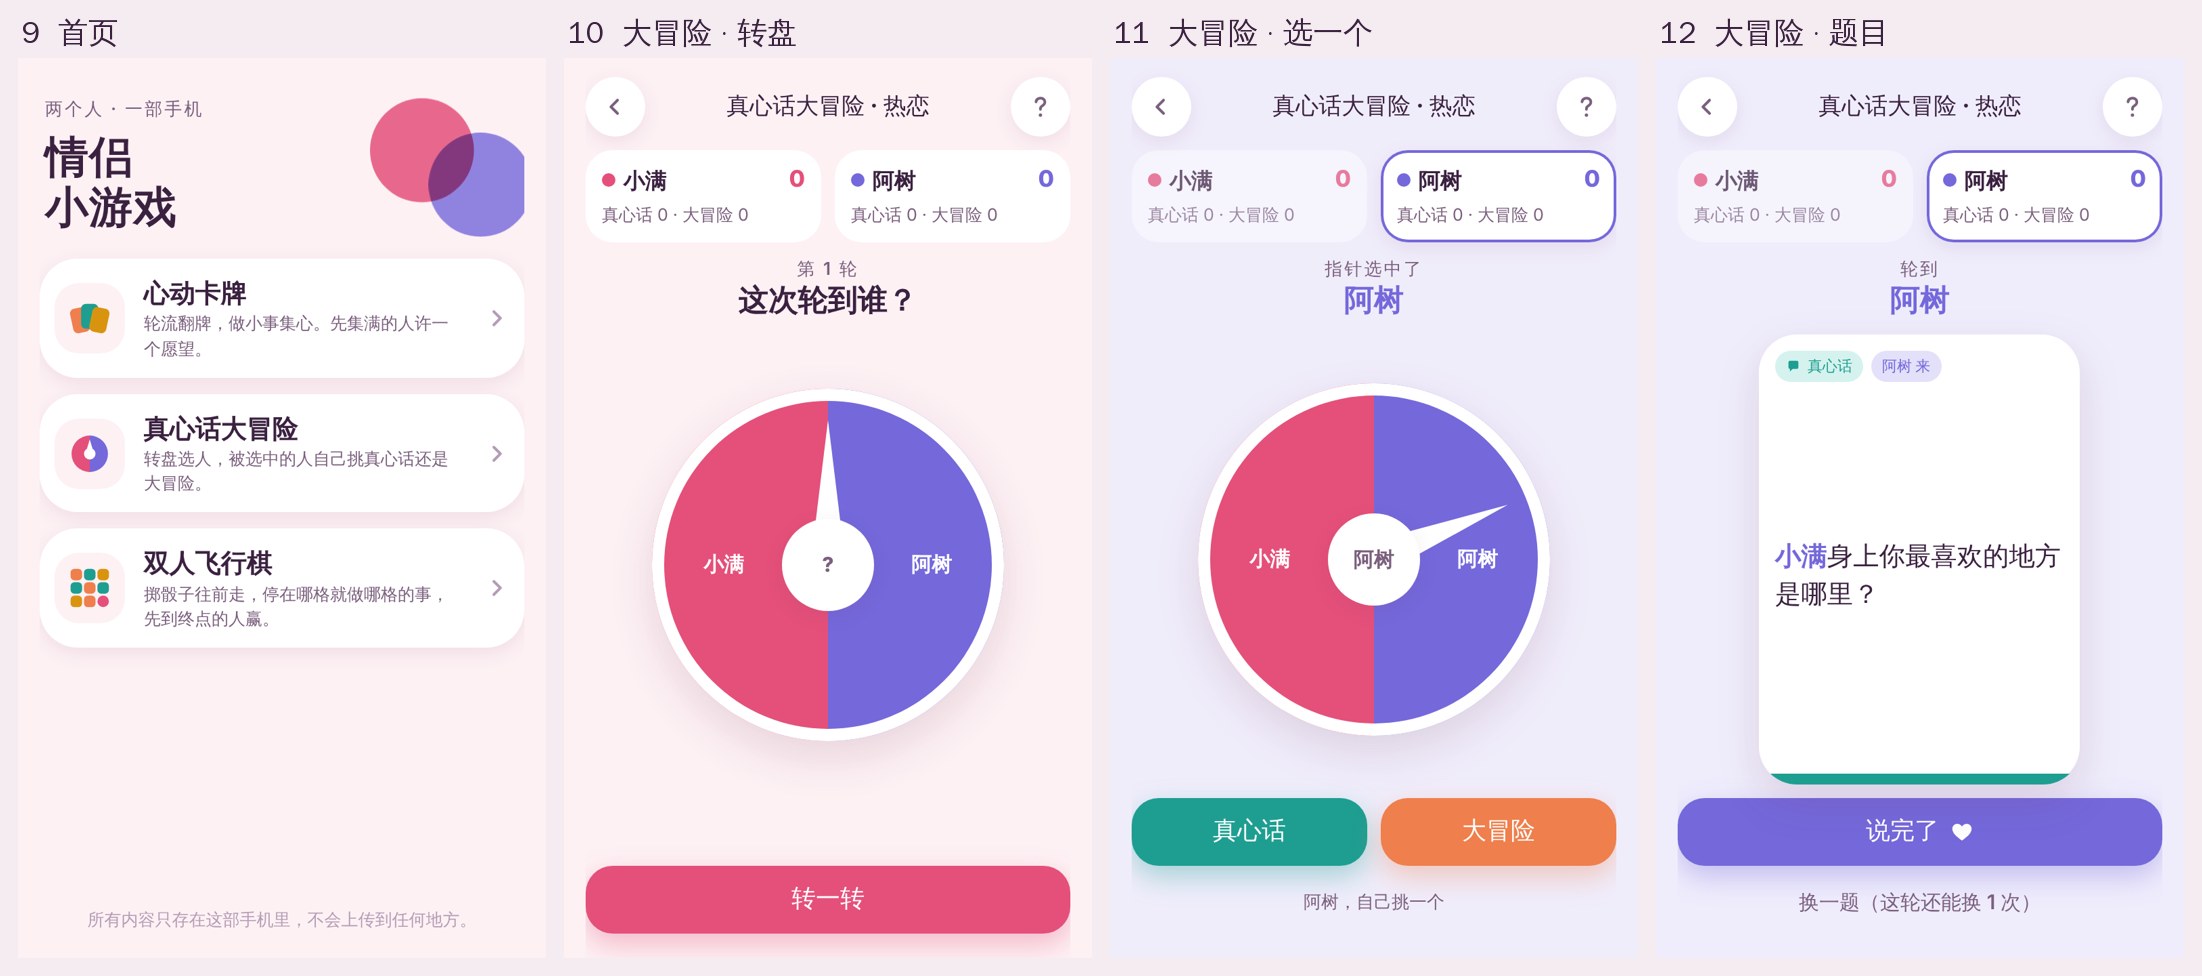 9 首页
两个人 · 一部手机
情侣
小游戏
心动卡牌
轮流翻牌，做小事集心。先集满的人许一
个愿望。
真心话大冒险
转盘选人，被选中的人自己挑真心话还是
大冒险。
双人飞行棋
掷骰子往前走，停在哪格就做哪格的事，
先到终点的人赢。
所有内容只存在这部手机里，不会上传到任何地方。
10 大冒险 · 转盘
真心话大冒险 · 热恋
?
小满 0
真心话 0 · 大冒险 0
阿树 0
真心话 0 · 大冒险 0
第 1 轮
这次轮到谁？
小满
?
阿树
转一转
11 大冒险 · 选一个
真心话大冒险 · 热恋
?
小满 0
真心话 0 · 大冒险 0
阿树 0
真心话 0 · 大冒险 0
指针选中了
阿树
小满
阿树
阿树
真心话
大冒险
阿树，自己挑一个
12 大冒险 · 题目
真心话大冒险 · 热恋
?
小满 0
真心话 0 · 大冒险 0
阿树 0
真心话 0 · 大冒险 0
轮到
阿树
真心话
阿树 来
小满身上你最喜欢的地方
是哪里？
说完了
换一题（这轮还能换 1 次）